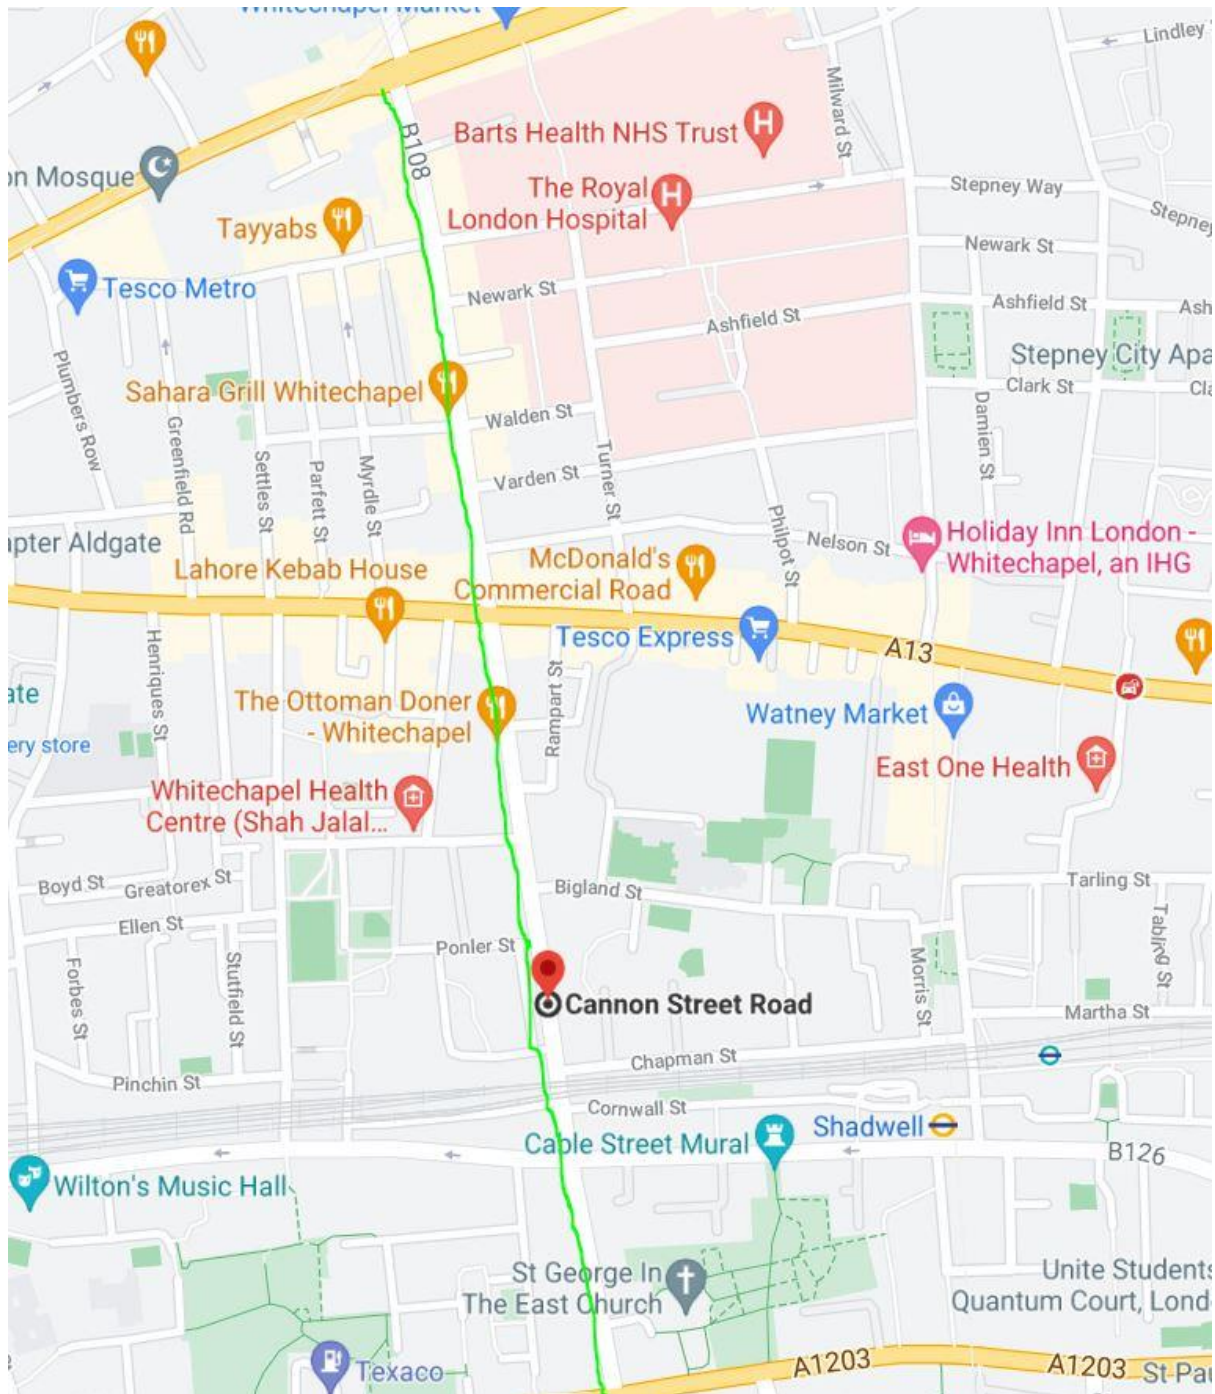 Whitechapel Market
Lindley
Milward St
B108
Barts Health NHS Trust
on Mosque
The Royal
London Hospital
Stepney Way
Stepney
Tayyabs
Newark St
Tesco Metro
Newark St
Ashfield St
Ash
Ashfield St
Plumbers Row
Stepney City Apa
Sahara Grill Whitechapel
Clark St
Cla
Walden St
Damien St
Greenfield Rd
Settles St
Parfett St
Myrdle St
Turner St
Varden St
Philpot St
Nelson St
Holiday Inn London -
Whitechapel, an IHG
apter Aldgate
Lahore Kebab House
McDonald's
Commercial Road
Tesco Express
A13
Henriques St
Rampart St
ate
The Ottoman Doner
- Whitechapel
Watney Market
ery store
East One Health
Whitechapel Health
Centre (Shah Jalal...
Boyd St
Greatorex St
Bigland St
Tarling St
Ellen St
Ponler St
Tabling St
Forbes St
Stutfield St
Morris St
Cannon Street Road
Martha St
Chapman St
Pinchin St
Cornwall St
Cable Street Mural
Shadwell
B126
Wilton's Music Hall
St George In
The East Church
Unite Students
Quantum Court, Lond
Texaco
A1203
A1203
St Pau